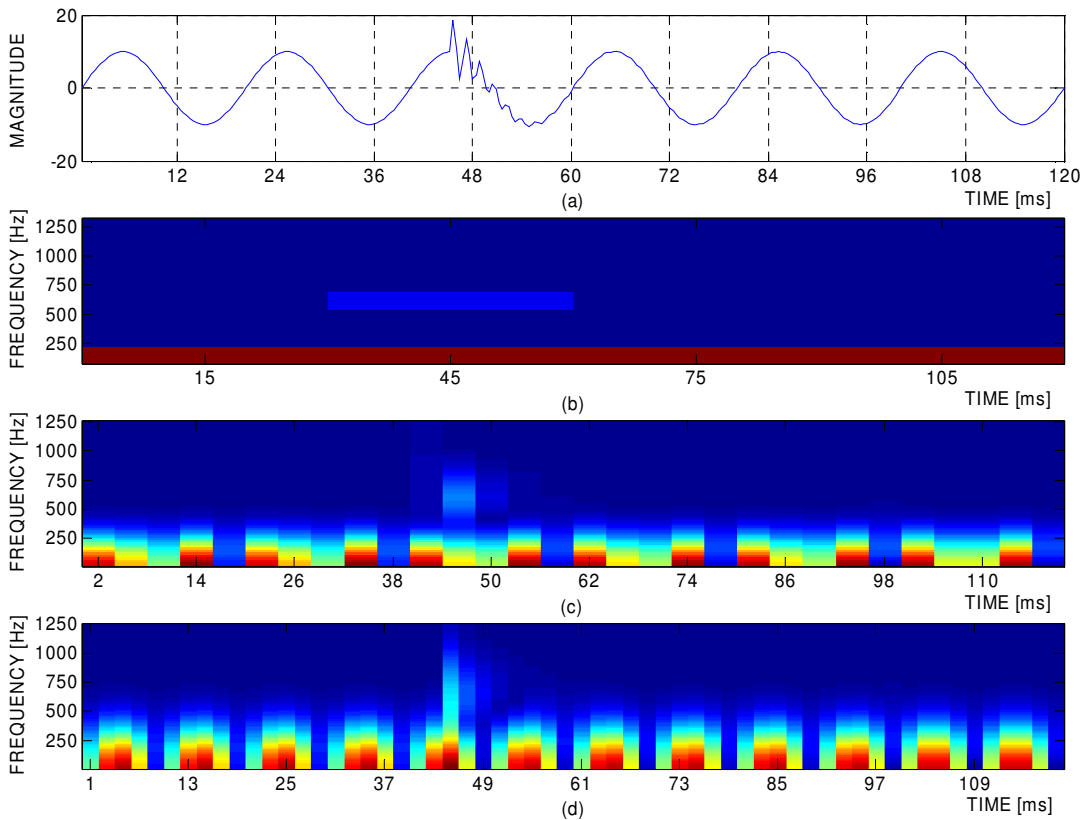 MAGNITUDE
20
0
-20
12 24 36 48 60 72 84 96 108 120
TIME [ms]
(a)
FREQUENCY [Hz]
1250
1000
750
500
250
15 45 75 105
TIME [ms]
(b)
FREQUENCY [Hz]
1250
1000
750
500
250
2 14 26 38 50 62 74 86 98 110
TIME [ms]
(c)
FREQUENCY [Hz]
1250
1000
750
500
250
1 13 25 37 49 61 73 85 97 109
TIME [ms]
(d)